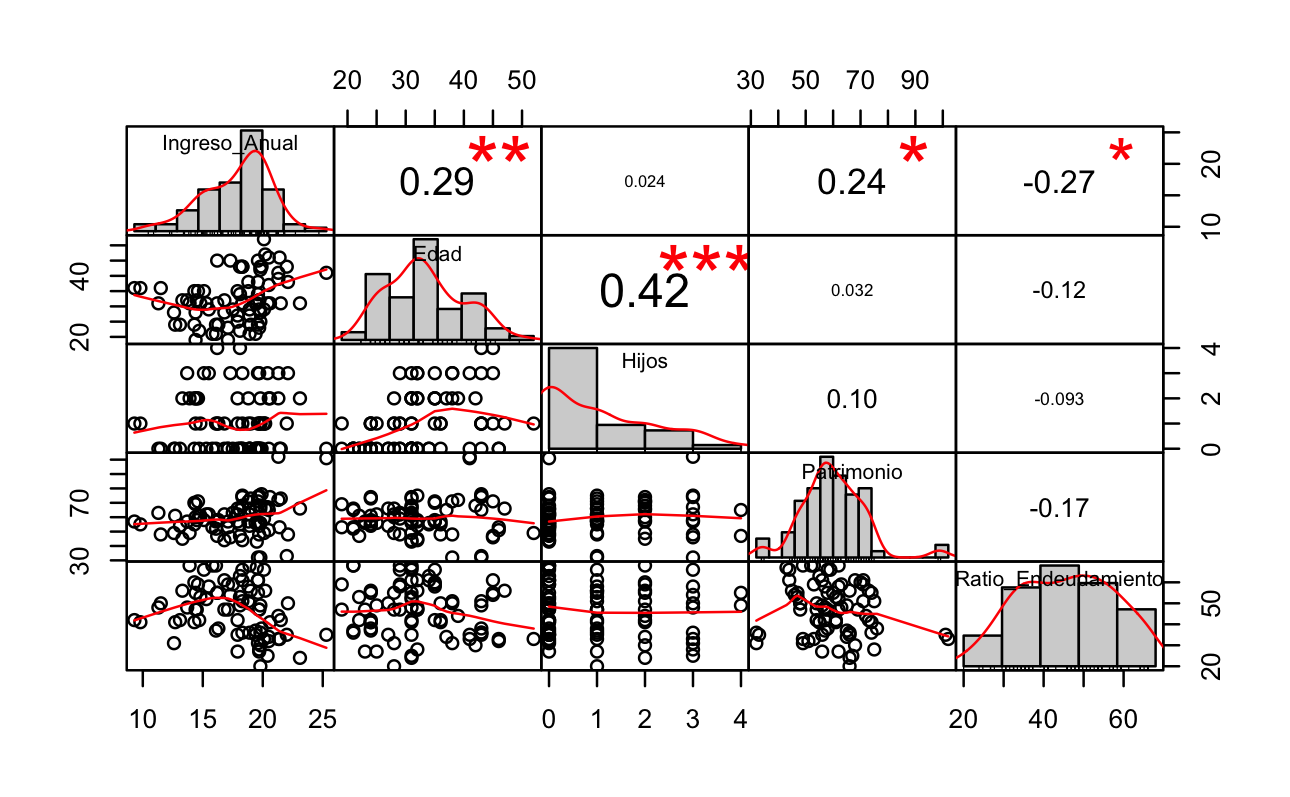 20 30 40 50 30 50 70 90
Ingreso_Anual 0.29 ** 0.024 0.24 * -0.27 * 10 20
20 40 Edad 0.42 *** 0.032 -0.12
Hijos 0.10 -0.093 0 2 4
30 70 Patrimonio -0.17
Ratio_Endeudamiento 20 50
10 15 20 25 0 1 2 3 4 20 40 60